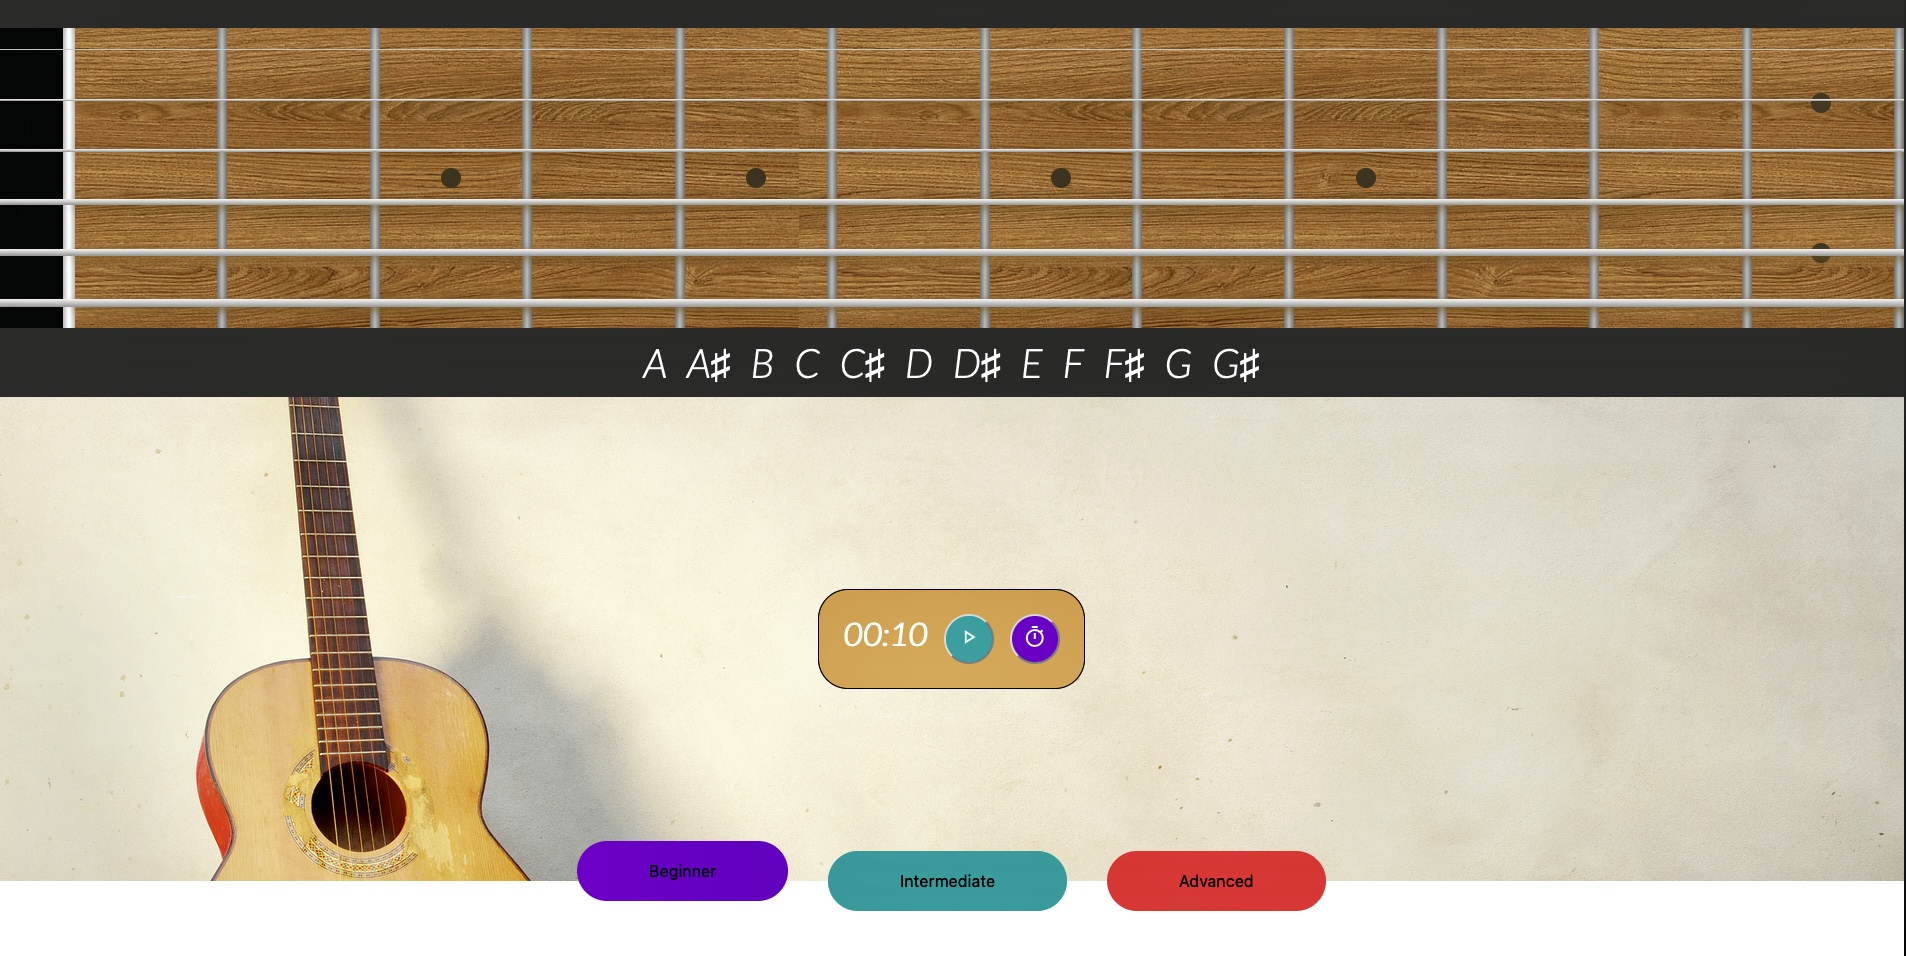 A A♯ B C C♯ D D♯ E F F♯ G G♯
00:10
Beginner Intermediate Advanced